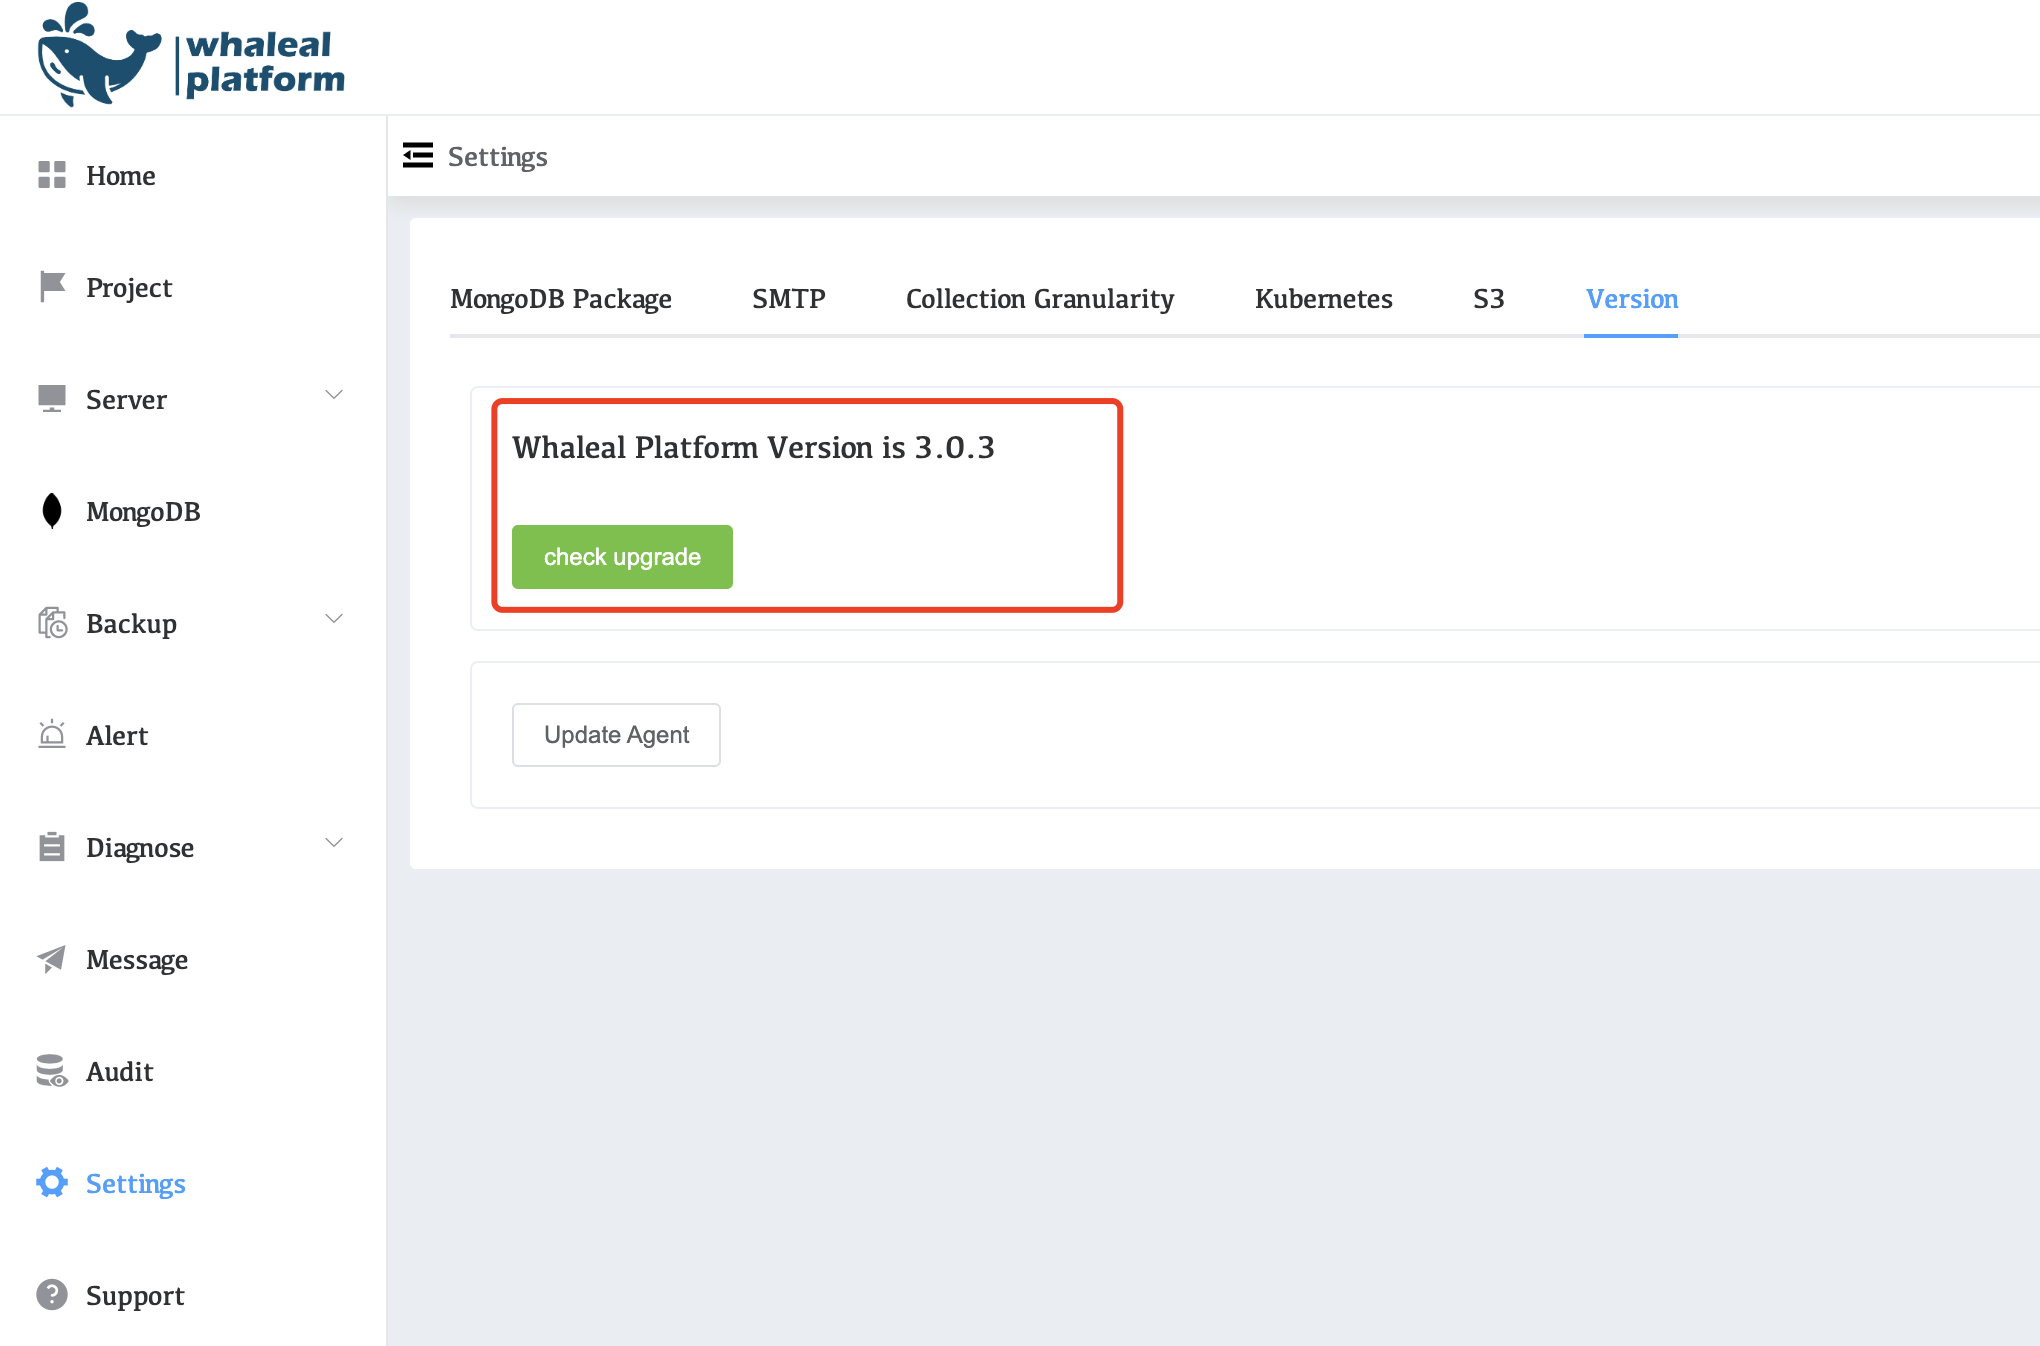 whaleal
platform
Settings
Home
Project
Server
MongoDB
Backup
Alert
Diagnose
Message
Audit
Settings
Support
MongoDB Package SMTP Collection Granularity Kubernetes S3 Version
Whaleal Platform Version is 3.0.3
check upgrade
Update Agent